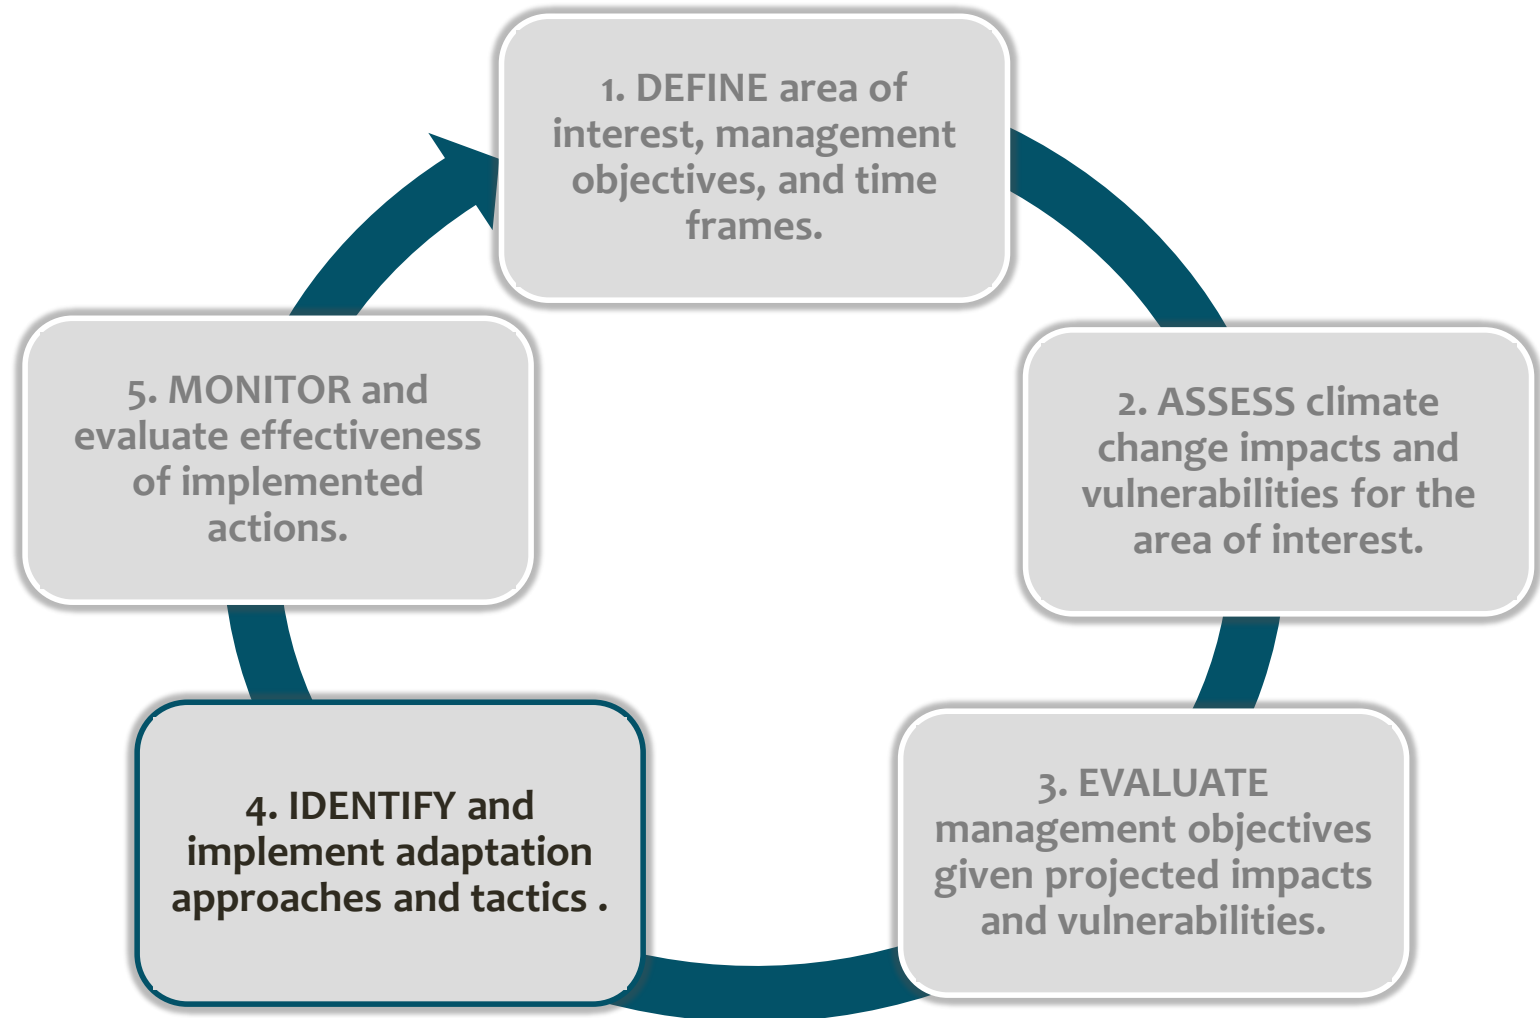 1. DEFINE area of
interest, management
objectives, and time
frames.
2. ASSESS climate
change impacts and
vulnerabilities for the
area of interest.
3. EVALUATE
management objectives
given projected impacts
and vulnerabilities.
4. IDENTIFY and
implement adaptation
approaches and tactics .
5. MONITOR and
evaluate effectiveness
of implemented
actions.